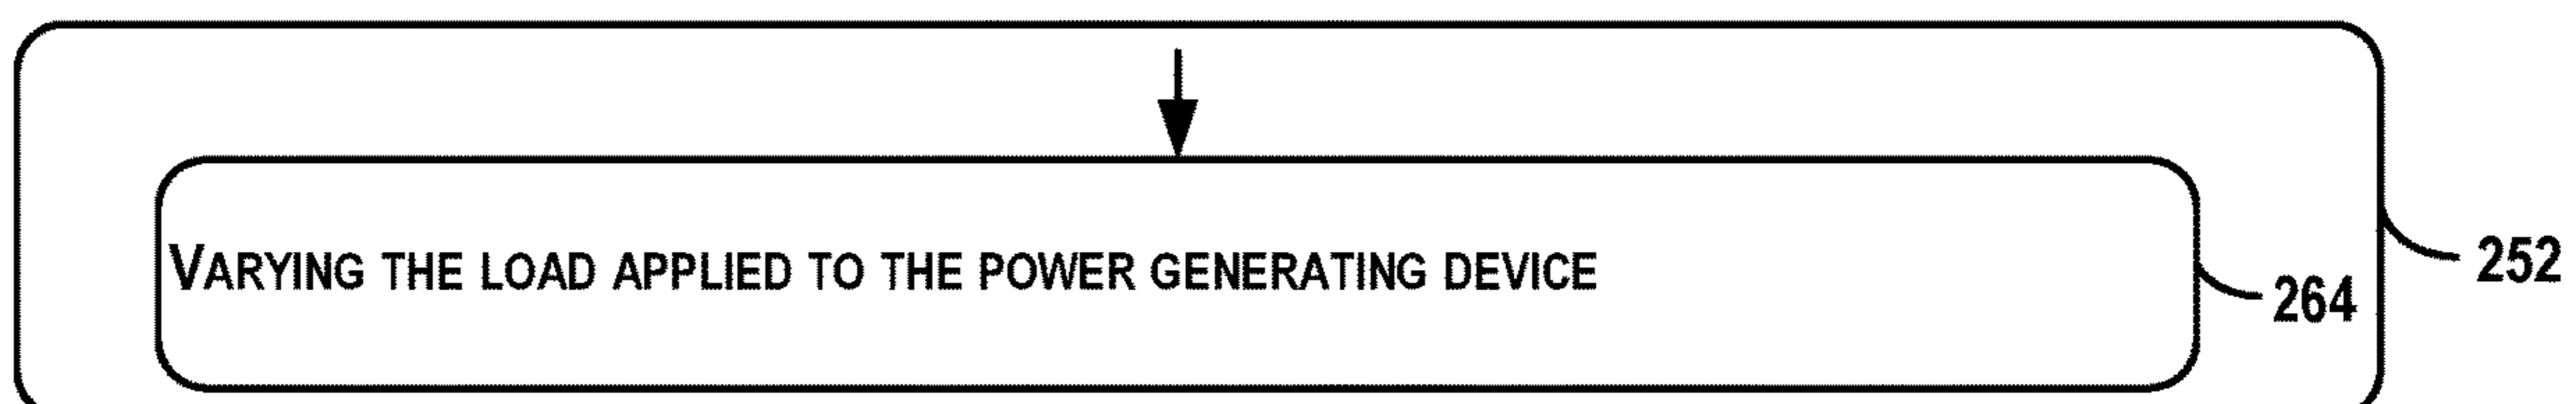 VARYING THE LOAD APPLIED TO THE POWER GENERATING DEVICE
252
264